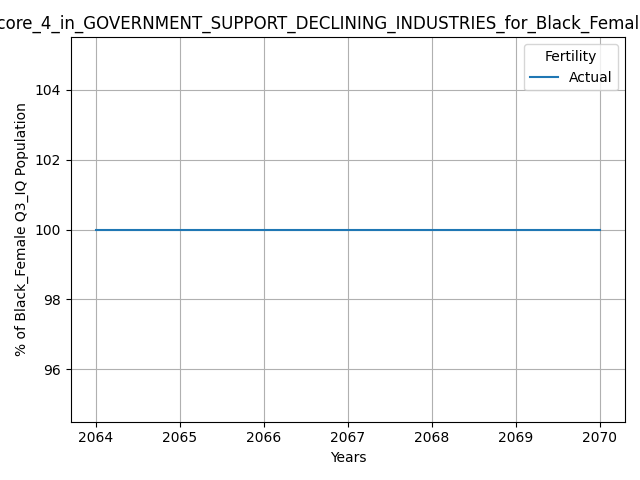 core_4_in_GOVERNMENT_SUPPORT_DECLINING_INDUSTRIES_for_Black_Femal
Fertility
Actual
104
102
100
98
96
% of Black_Female Q3_IQ Population
2064 2065 2066 2067 2068 2069 2070
Years